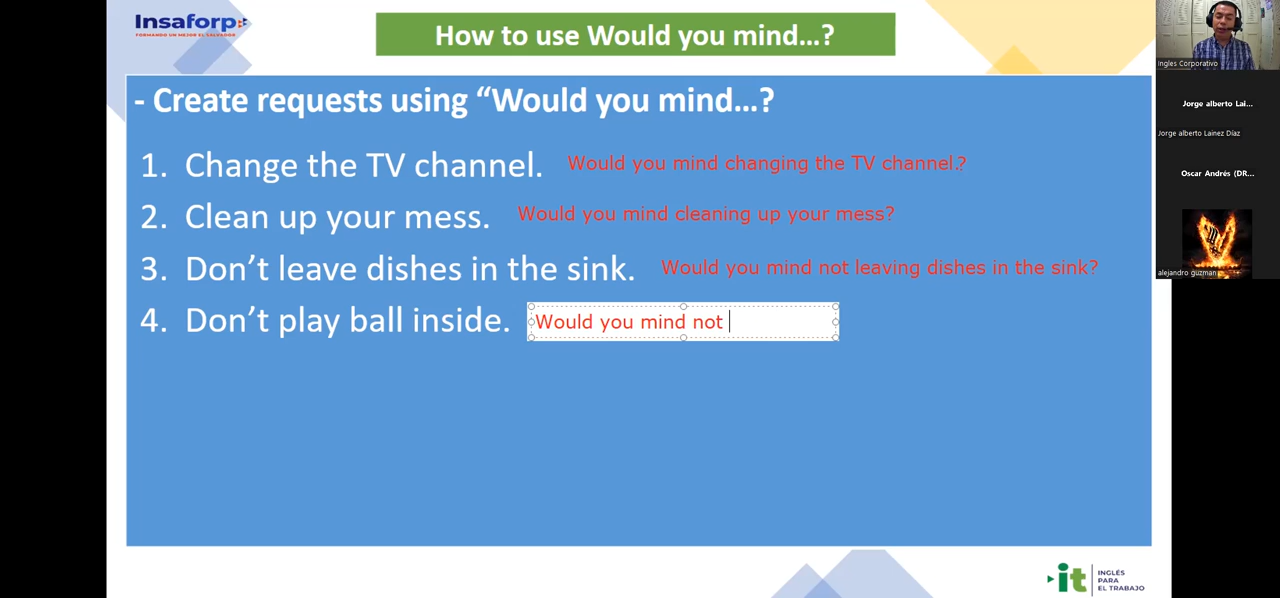 Insaforp
FORMANDO UN MEJOR EL SALVADOR
How to use Would you mind...?
- Create requests using “Would you mind...?
1. Change the TV channel. Would you mind changing the TV channel.?
2. Clean up your mess. Would you mind cleaning up your mess?
3. Don’t leave dishes in the sink. Would you mind not leaving dishes in the sink?
4. Don’t play ball inside. Would you mind not
it
INGLÉS
PARA
EL TRABAJO
Ingles Corporativo
Jorge alberto Lai...
Jorge alberto Lainez Díaz
Oscar Andrés (DR...
alejandro guzman